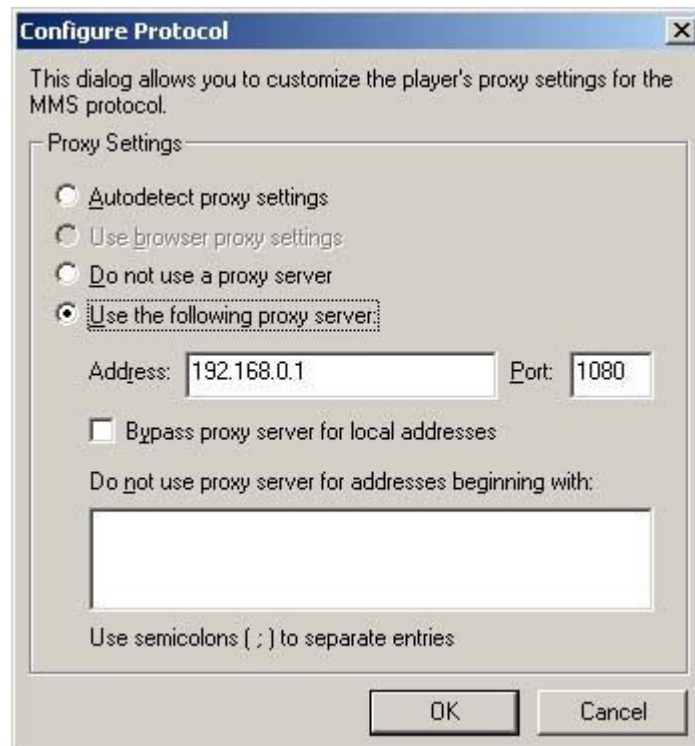 Configure Protocol
This dialog allows you to customize the player's proxy settings for the
MMS protocol.
Proxy Settings
Autodetect proxy settings
Use browser proxy settings
Do not use a proxy server
Use the following proxy server:
Address: 192.168.0.1 Port: 1080
Bypass proxy server for local addresses
Do not use proxy server for addresses beginning with:
Use semicolons ( ; ) to separate entries
OK Cancel